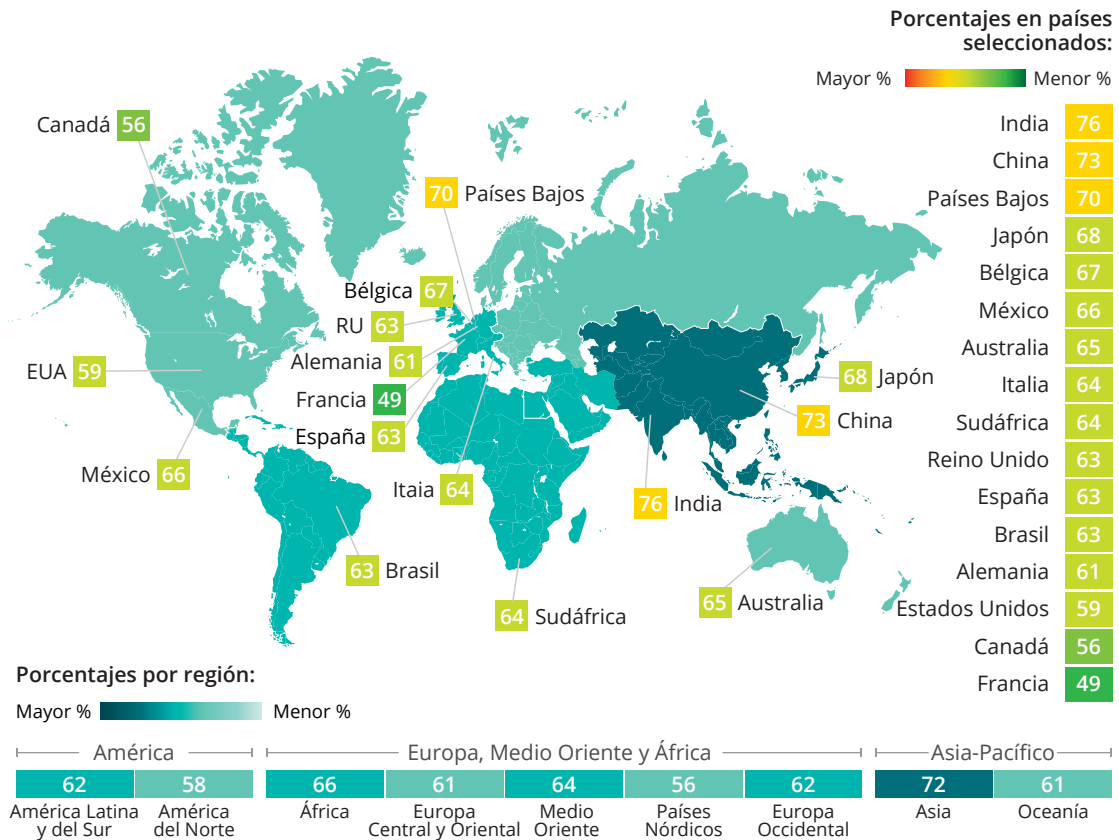 Porcentajes en países
seleccionados:
Mayor % Menor %
India 76
China 73
Países Bajos 70
Japón 68
Bélgica 67
México 66
Australia 65
Italia 64
Sudáfrica 64
Reino Unido 63
España 63
Brasil 63
Alemania 61
Estados Unidos 59
Canadá 56
Francia 49
Canadá 56
70 Países Bajos
Bélgica 67
RU 63
Alemania 61
EUA 59
Francia 49
68 Japón
73 China
España 63
México 66
Itaia 64
76 India
63 Brasil
64 Sudáfrica
65 Australia
Porcentajes por región:
Mayor % Menor %
América
62 58
América Latina
y del Sur
América
del Norte
Europa, Medio Oriente y África
66 61 64 56 62
África
Europa
Central y Oriental
Medio
Oriente
Países
Nórdicos
Europa
Occidental
Asia-Pacífico
72 61
Asia Oceanía